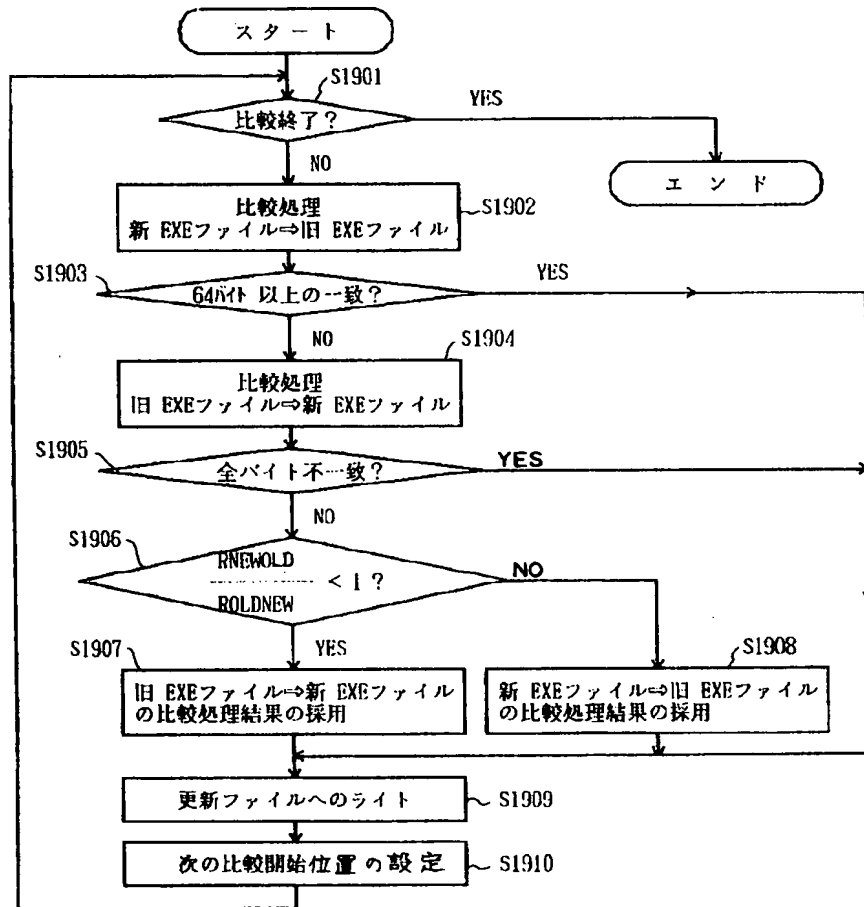 スタート
S1901
比較終了?
YES
NO
エンド
比較処理
新 EXEファイル⇒旧 EXEファイル
S1902
S1903
64バイト 以上の一致?
YES
NO
S1904
比較処理
旧 EXEファイル⇒新 EXEファイル
S1905
全バイト不一致?
YES
NO
S1906
RNEWOLD
ROLDNEW
< 1 ?
NO
YES
S1907
旧 EXEファイル⇒新 EXEファイル
の比較処理結果の採用
S1908
新 EXEファイル⇒旧 EXEファイル
の比較処理結果の採用
更新ファイルへのライト
S1909
次の比較開始位置の設定
S1910